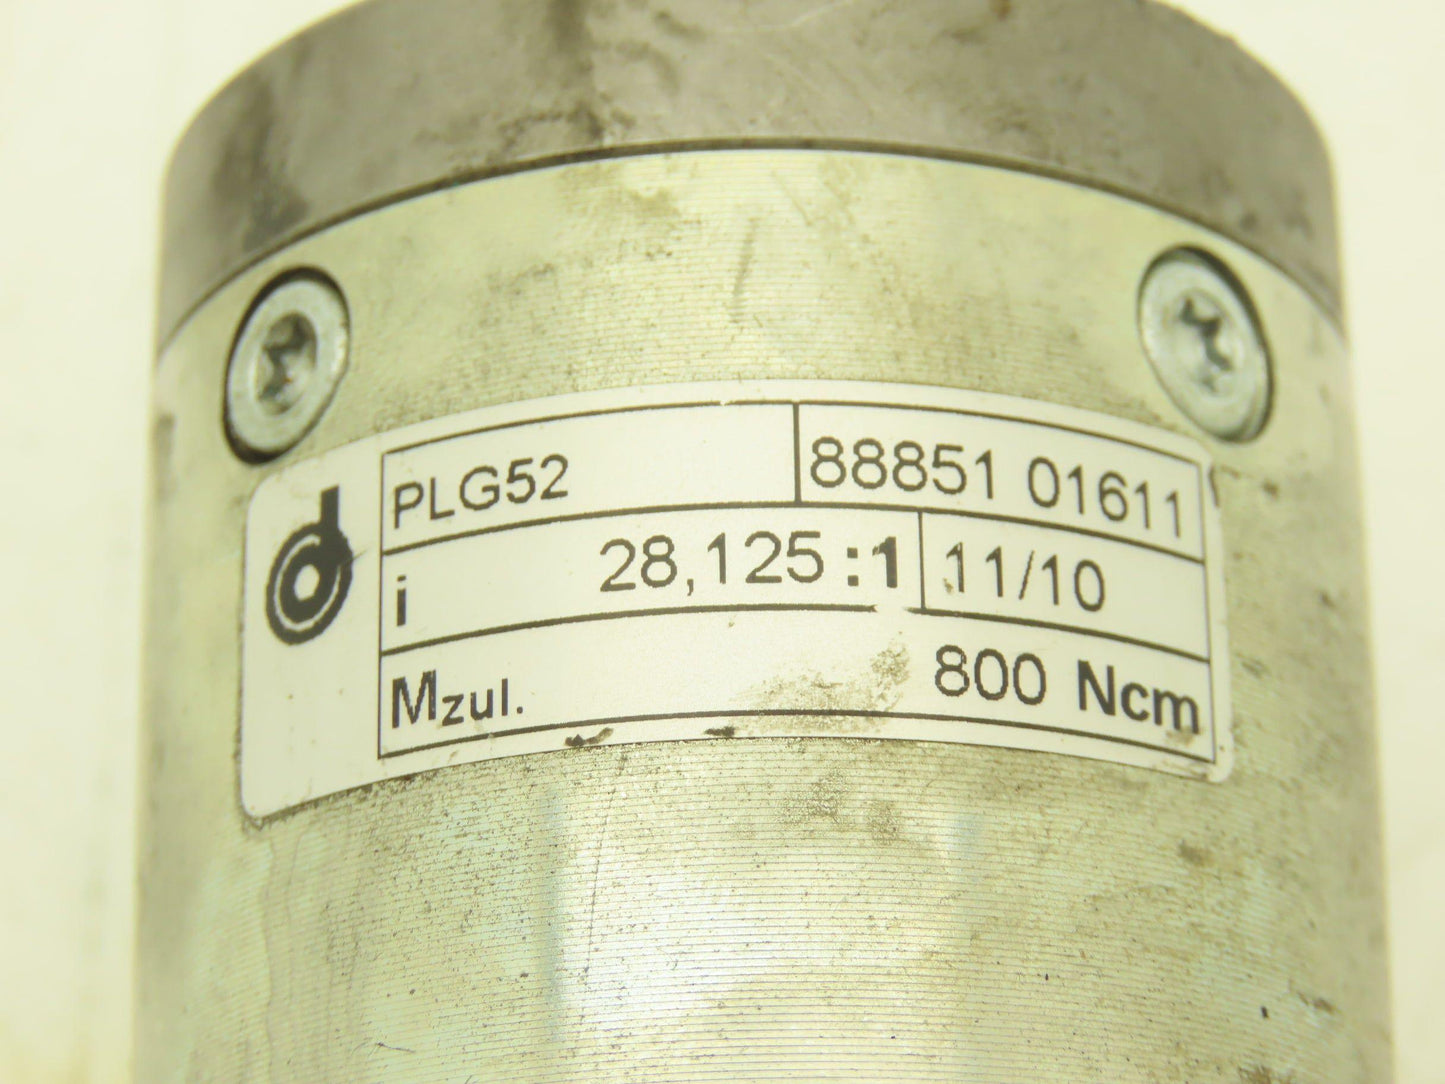 PLG52 88851 01611
i 28,125:1 11/10
Mzul. 800 Ncm